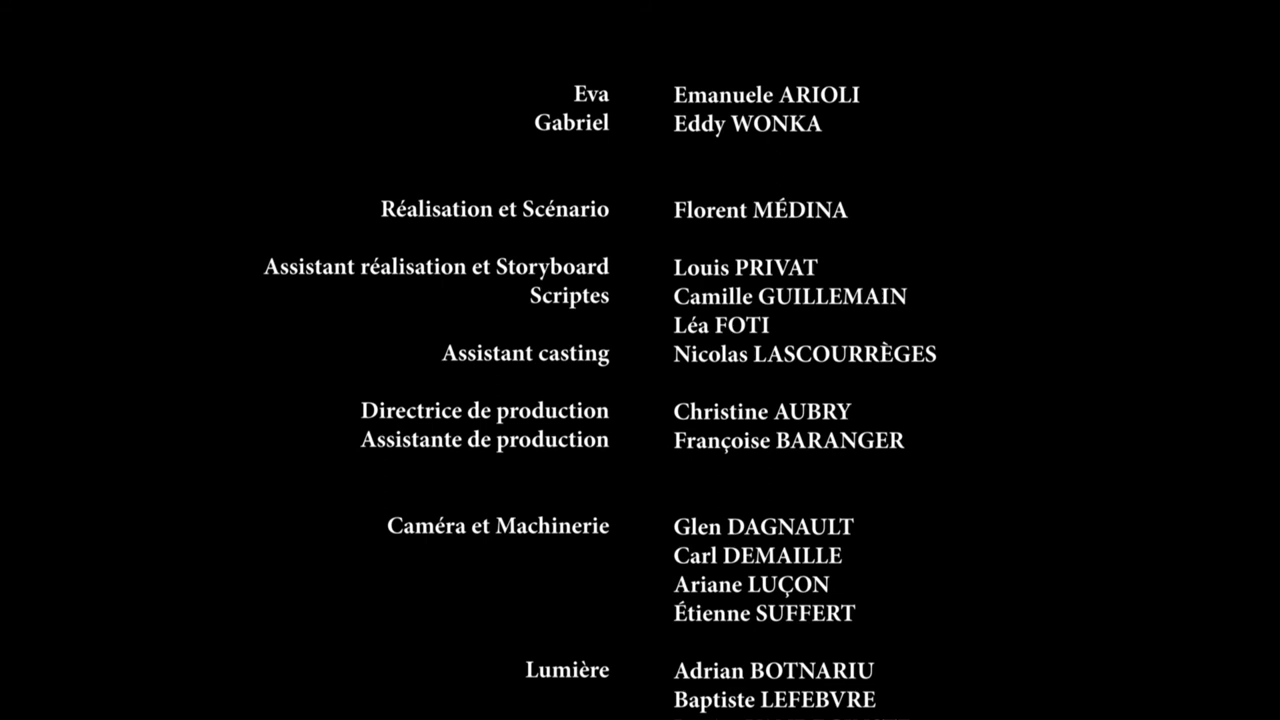 Eva Emanuele ARIOLI
Gabriel Eddy WONKA
Réalisation et Scénario Florent MÉDINA
Assistant réalisation et Storyboard Louis PRIVAT
Scriptes Camille GUILLEMAIN
Léa FOTI
Assistant casting Nicolas LASCOURRÈGES
Directrice de production Christine AUBRY
Assistante de production Françoise BARANGER
Caméra et Machinerie Glen DAGNAULT
Carl DEMAILLE
Ariane LUÇON
Étienne SUFFERT
Lumière Adrian BOTNARIU
Baptiste LEFEBVRE